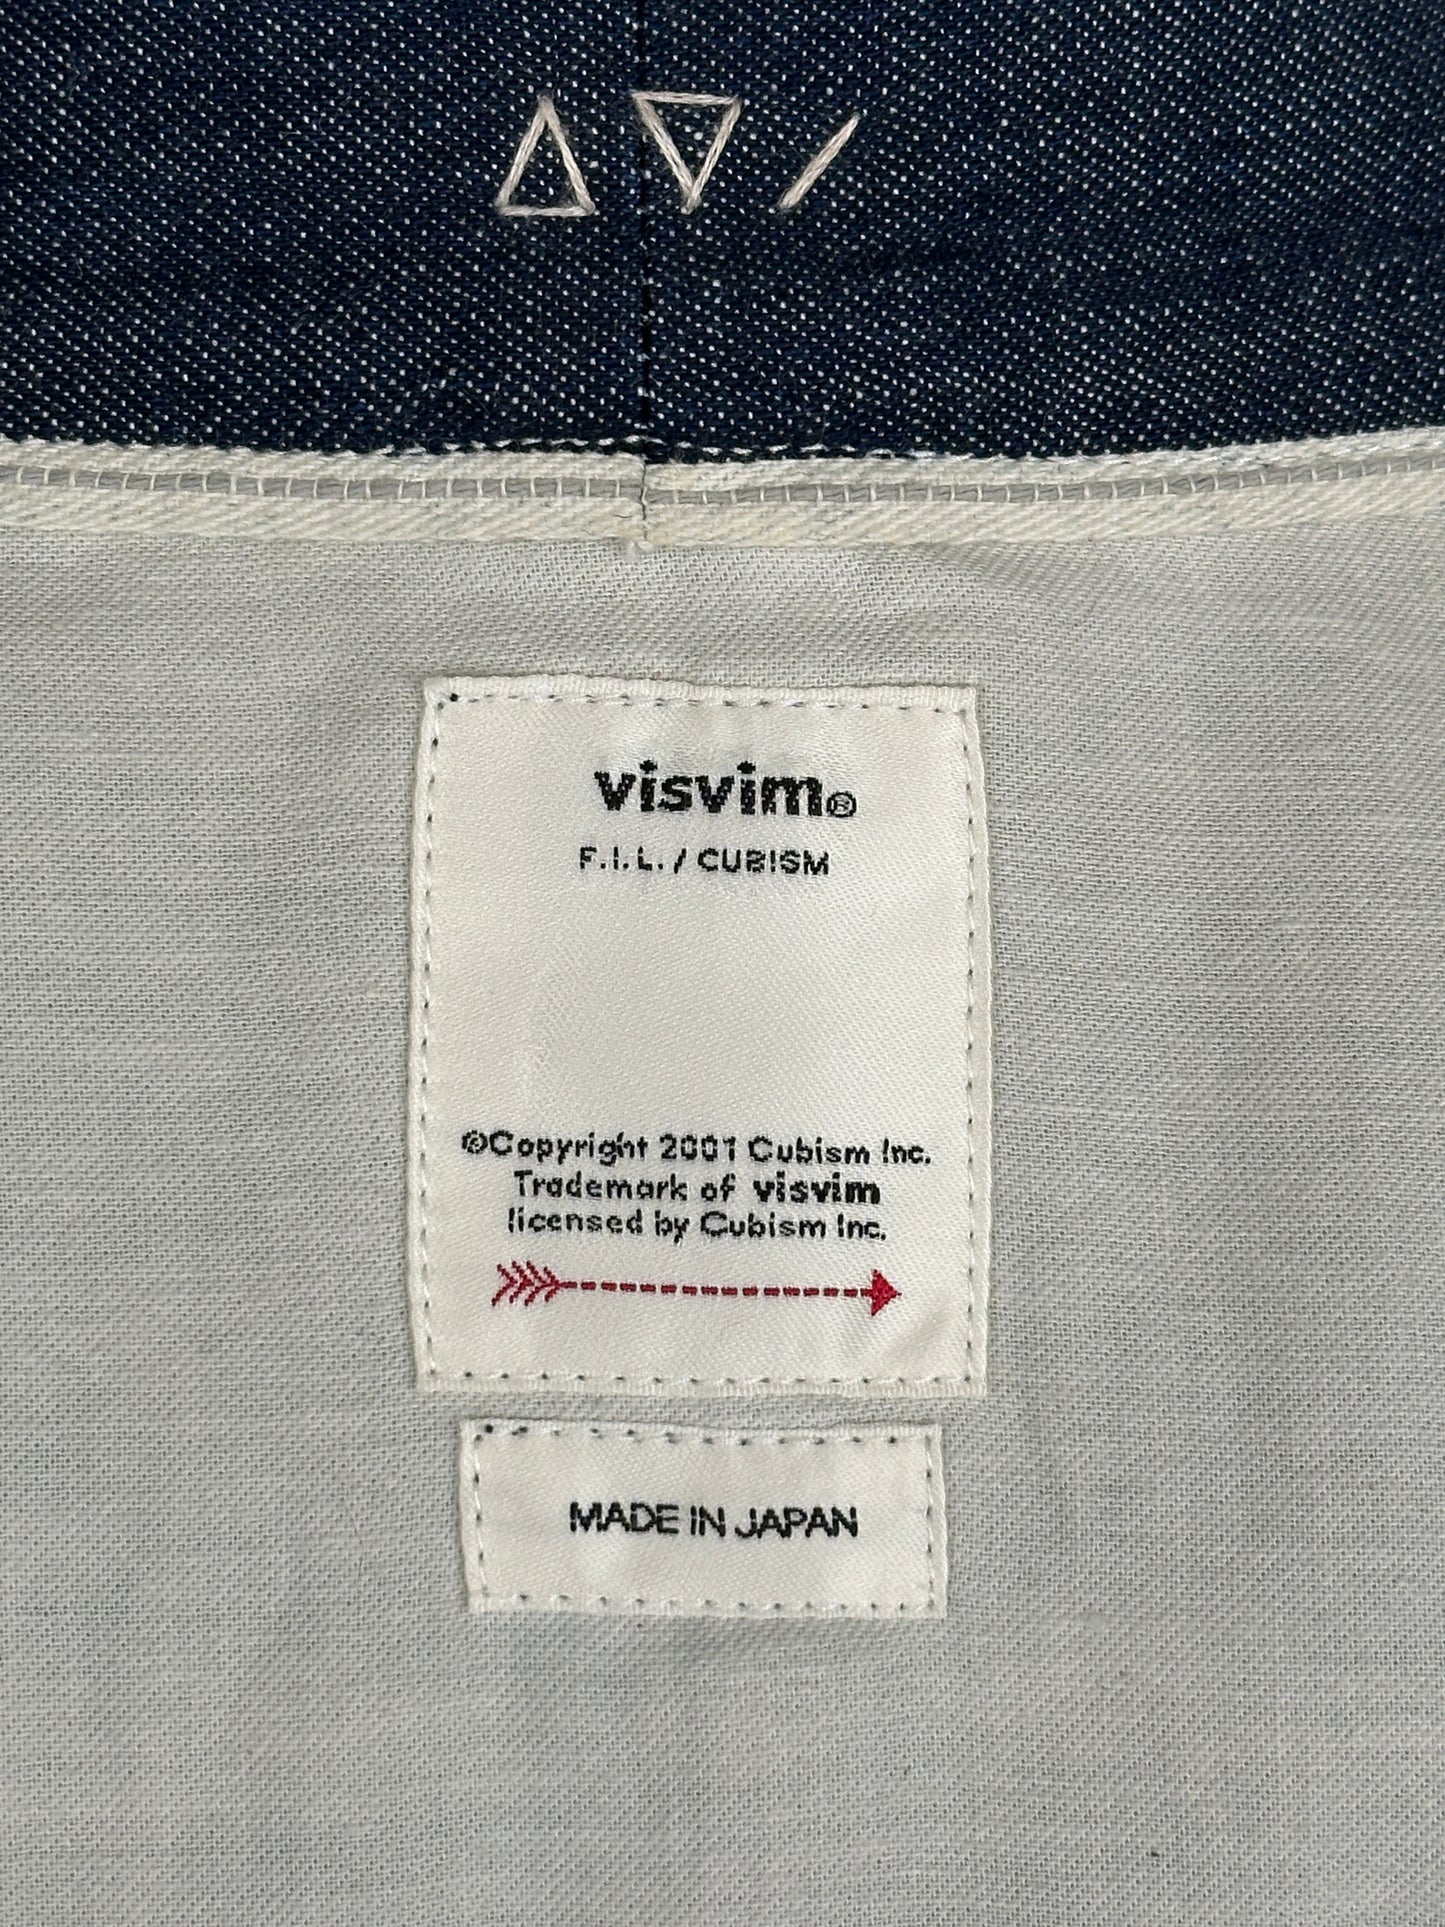 visvim®
F.I.L. / CUBISM
©Copyright 2001 Cubism Inc.
Trademark of visvim
licensed by Cubism Inc.
MADE IN JAPAN